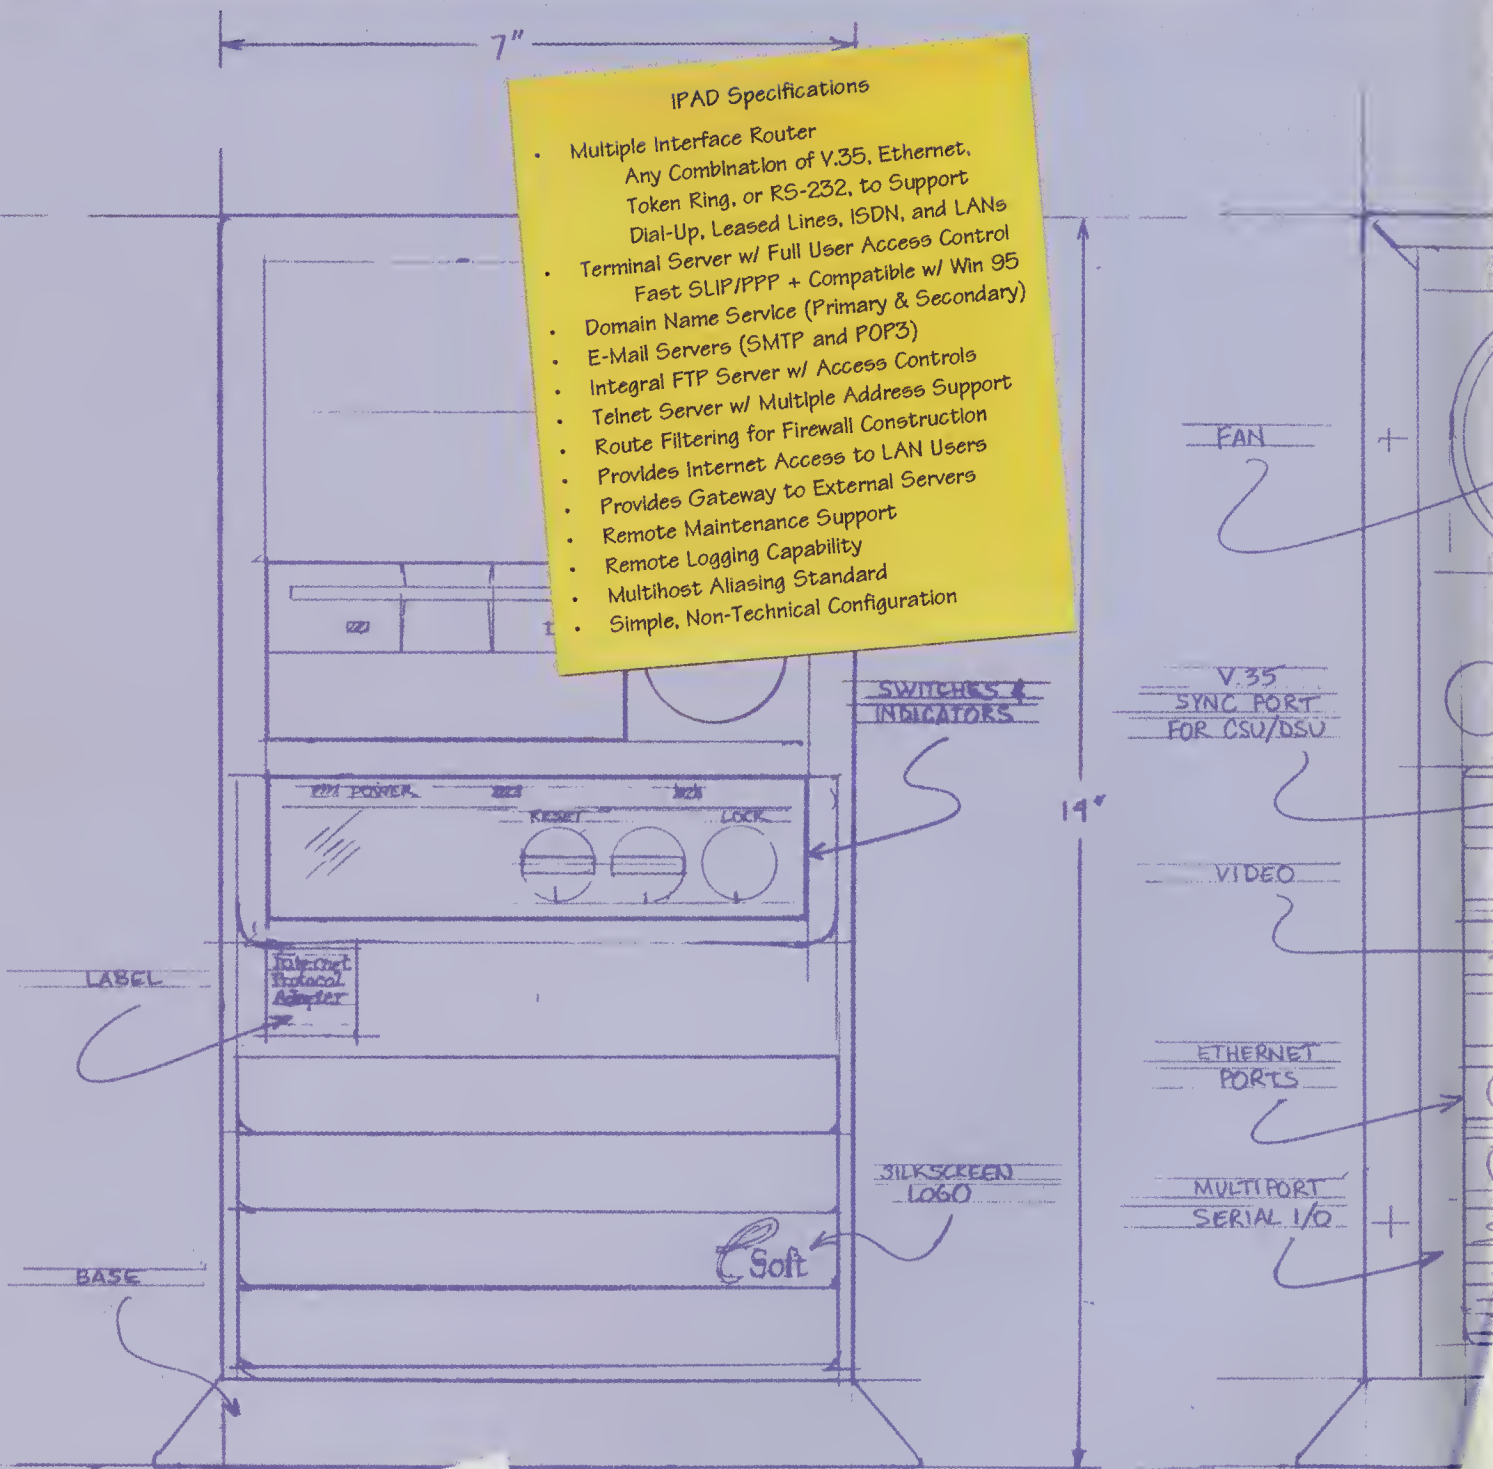 7"
IPAD Specifications
• Multiple Interface Router
Any Combination of V.35, Ethernet,
Token Ring, or RS-232, to Support
Dial-Up, Leased Lines, ISDN, and LANs
• Terminal Server w/ Full User Access Control
Fast SLIP/PPP + Compatible w/ Win 95
• Domain Name Service (Primary & Secondary)
• E-Mail Servers (SMTP and POP3)
• Integral FTP Server w/ Access Controls
• Telnet Server w/ Multiple Address Support
• Route Filtering for Firewall Construction
• Provides Internet Access to LAN Users
• Provides Gateway to External Servers
• Remote Maintenance Support
• Remote Logging Capability
• Multihost Aliasing Standard
• Simple, Non-Technical Configuration
FAN
SWITCHES &
INDICATORS
V.35
SYNC PORT
FOR CSU/DSU
POWER
RESET
LOCK
14"
VIDEO
LABEL
Internet
Protocol
Adapter
ETHERNET
PORTS
SILKSCREEN
LOGO
MULTIPORT
SERIAL I/O
Soft
BASE